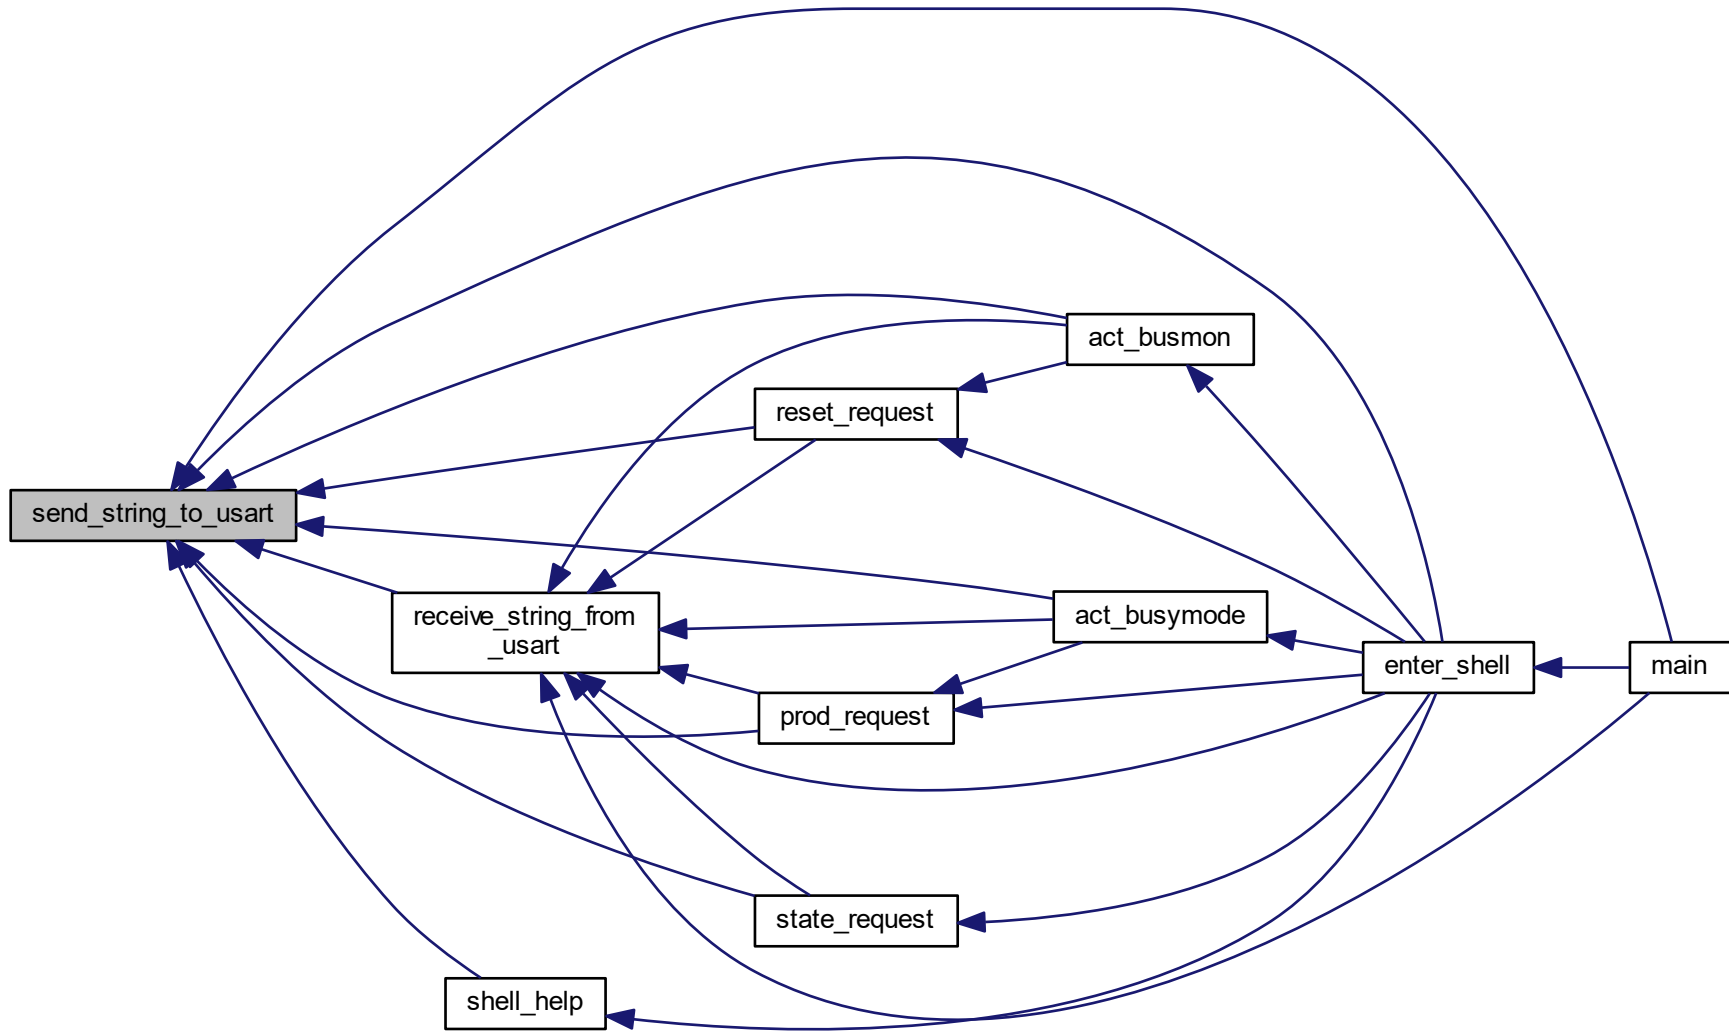 act_busmon
reset_request
send_string_to_usart
receive_string_from
_usart
act_busymode
enter_shell
main
prod_request
state_request
shell_help